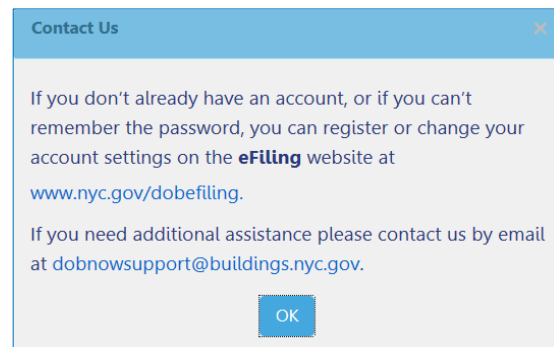 Contact Us
If you don't already have an account, or if you can't
remember the password, you can register or change your
account settings on the eFiling website at
www.nyc.gov/dobefiling.
If you need additional assistance please contact us by email
at dobnowsupport@buildings.nyc.gov.
OK